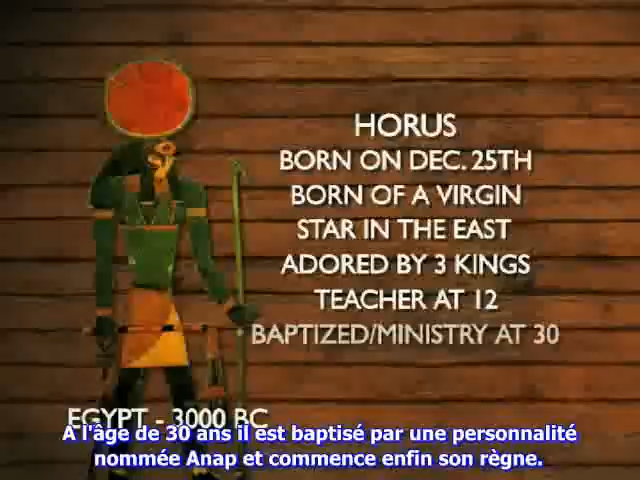 HORUS
BORN ON DEC. 25TH
BORN OF A VIRGIN
STAR IN THE EAST
ADORED BY 3 KINGS
TEACHER AT 12
BAPTIZED/MINISTRY AT 30
EGYPT - 3000 BC
A l'âge de 30 ans il est baptisé par une personnalité
nommée Anap et commence enfin son règne.